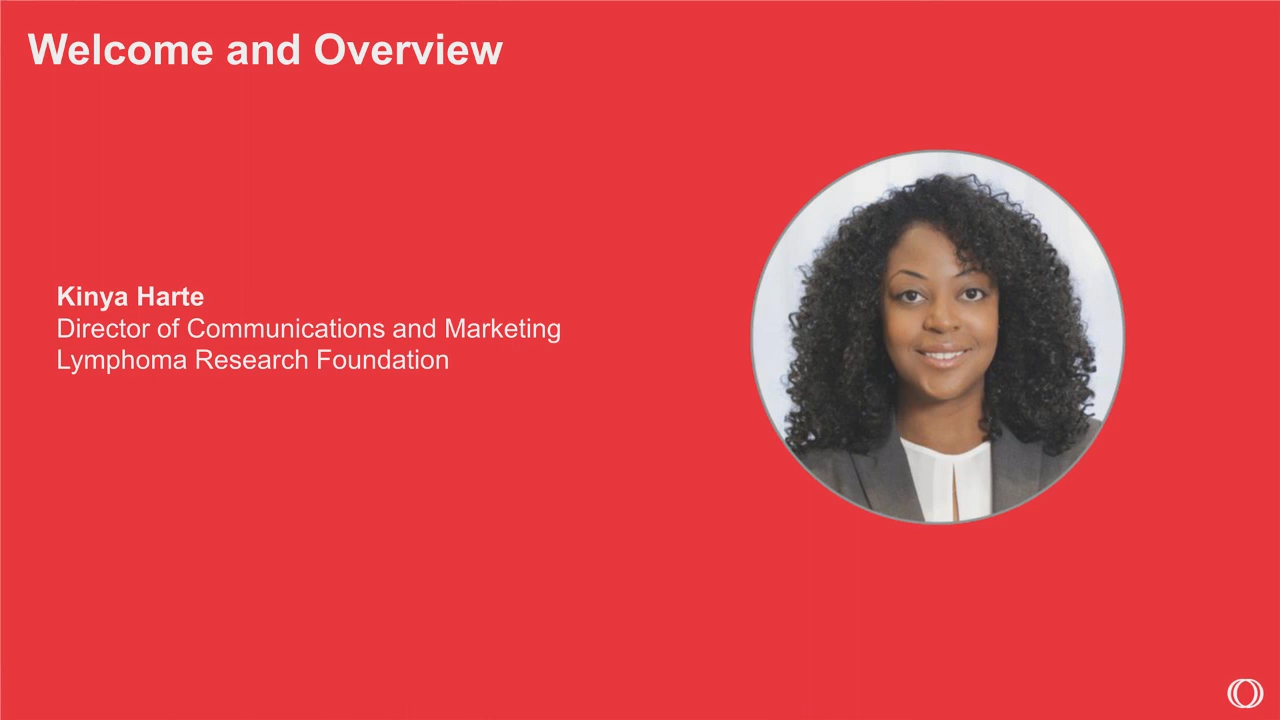 Welcome and Overview
Kinya Harte
Director of Communications and Marketing
Lymphoma Research Foundation